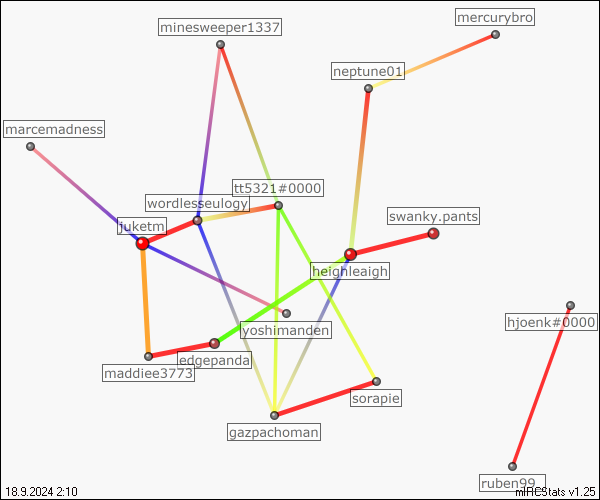 mercurybro
minesweeper1337
neptune01
marcemadness
tt5321#0000
wordlesseulogy
swanky.pants
juketm
heighleaigh
hjoenk#0000
yoshimanden
edgepanda
maddiee3773
sorapie
gazpachoman
ruben99_
18.9.2024 2:10
mIRCStats v1.25